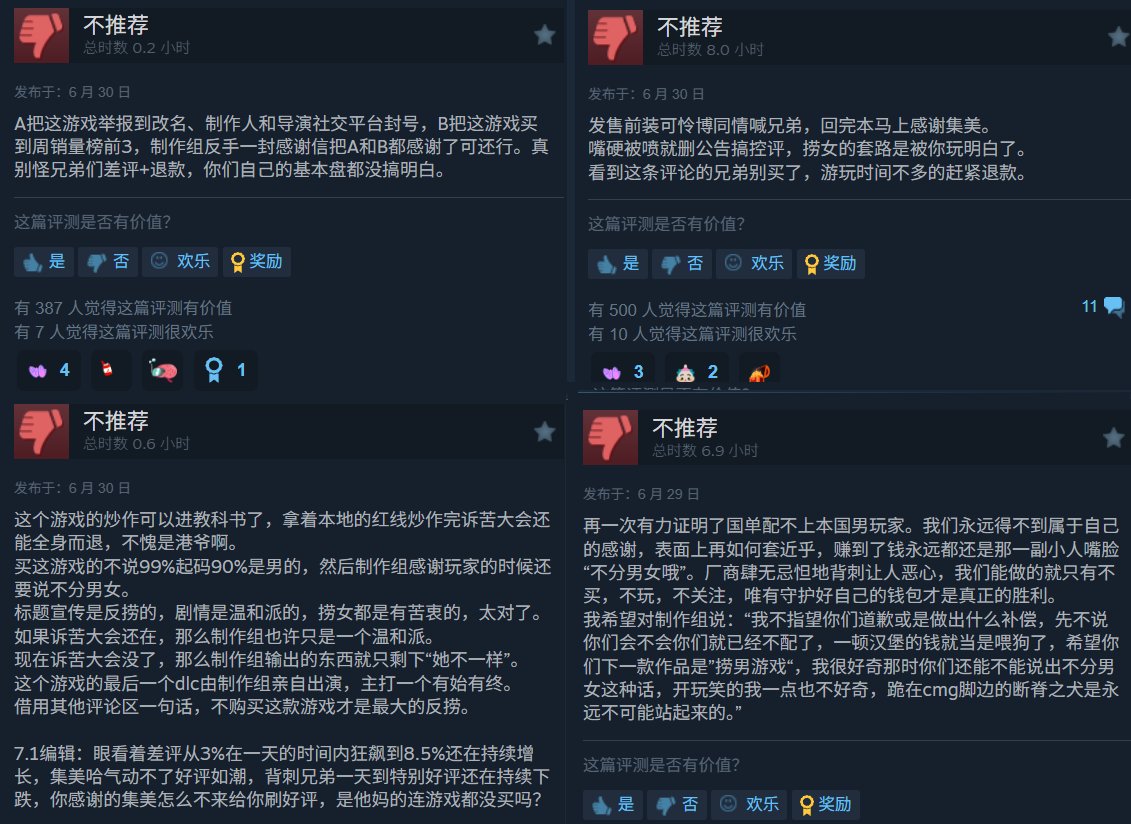 不推荐
总时数 0.2 小时
发布于：6 月 30 日
A把这游戏举报到改名、制作人和导演社交平台封号，B把这游戏买
到周销量榜前3，制作组反手一封感谢信把A和B都感谢了可还行。真
别怪兄弟们差评+退款，你们自己的基本盘都没搞明白。
这篇评测是否有价值？
是 否 欢乐 奖励
有 387 人觉得这篇评测有价值
有 7 人觉得这篇评测很欢乐
4 1
不推荐
总时数 8.0 小时
发布于：6 月 30 日
发售前装可怜博同情喊兄弟，回完本马上感谢集美。
嘴硬被喷就删公告搞控评，捞女的套路是被你玩明白了。
看到这条评论的兄弟别买了，游玩时间不多的赶紧退款。
这篇评测是否有价值？
是 否 欢乐 奖励
有 500 人觉得这篇评测有价值
11
有 10 人觉得这篇评测很欢乐
3 2
不推荐
总时数 0.6 小时
发布于：6 月 30 日
这个游戏的炒作可以进教科书了，拿着本地的红线炒作完诉苦大会还
能全身而退，不愧是港爷啊。
买这游戏的不说99%起码90%是男的，然后制作组感谢玩家的时候还
要说不分男女。
标题宣传是反捞的，剧情是温和派的，捞女都是有苦衷的，太对了。
如果诉苦大会还在，那么制作组也许只是一个温和派。
现在诉苦大会没了，那么制作组输出的东西就只剩下“她不一样”。
这个游戏的最后一个dlc由制作组亲自出演，主打一个有始有终。
借用其他评论区一句话，不购买这款游戏才是最大的反捞。
7.1编辑：眼看着差评从3%在一天的时间内狂飙到8.5%还在持续增
长，集美哈气动不了好评如潮，背刺兄弟一天到特别好评还在持续下
跌，你感谢的集美怎么不来给你刷好评，是他妈的连游戏都没买吗？
不推荐
总时数 6.9 小时
发布于：6 月 29 日
再一次有力证明了国单配不上本国男玩家。我们永远得不到属于自己
的感谢，表面上再如何套近乎，赚到了钱永远都还是那一副小人嘴脸
“不分男女哦”。厂商肆无忌惮地背刺让人恶心，我们能做的就只有不
买，不玩，不关注，唯有守护好自己的钱包才是真正的胜利。
我希望对制作组说：“我不指望你们道歉或是做出什么补偿，先不说
你们会不会你们就已经不配了，一顿汉堡的钱就当是喂狗了，希望你
们下一款作品是”捞男游戏“，我很好奇那时你们还能不能说出不分男
女这种话，开玩笑的我一点也不好奇，跪在cmg脚边的断脊之犬是永
远不可能站起来的。”
这篇评测是否有价值？
是 否 欢乐 奖励